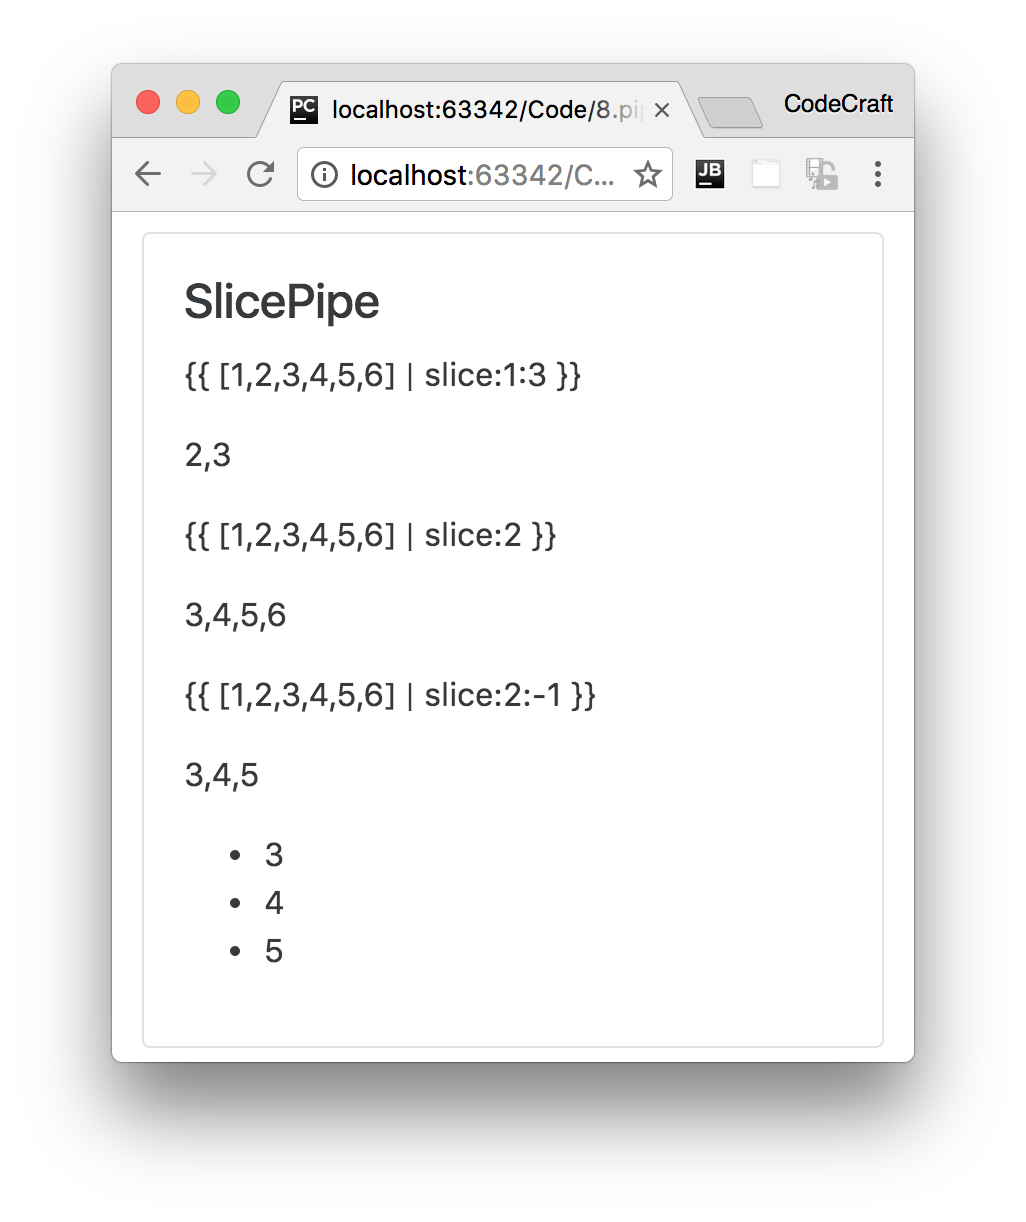 PC localhost:63342/Code/8.pi
CodeCraft
localhost:63342/C...
JB
SlicePipe
{{ [1,2,3,4,5,6] | slice:1:3 }}
2,3
{{ [1,2,3,4,5,6] | slice:2 }}
3,4,5,6
{{ [1,2,3,4,5,6] | slice:2:-1 }}
3,4,5
• 3
• 4
• 5